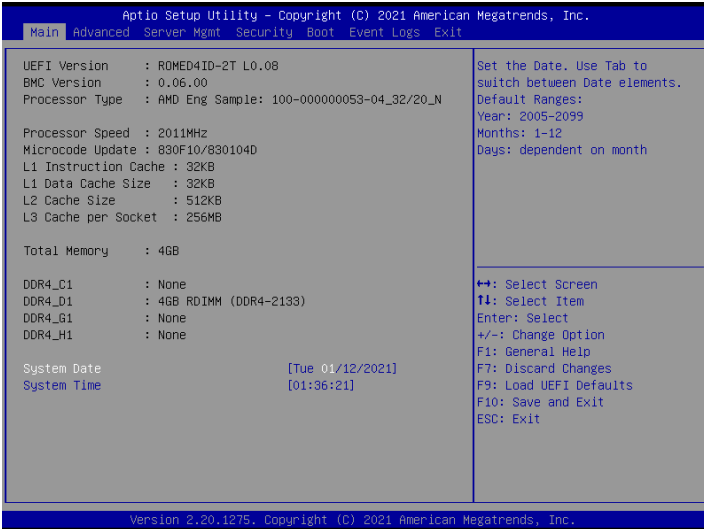 Aptio Setup Utility – Copyright (C) 2021 American Megatrends, Inc.
Main Advanced Server Mgmt Security Boot Event Logs Exit
UEFI Version : ROMED4ID-2T L0.08
BMC Version : 0.06.00
Processor Type : AMD Eng Sample: 100-000000053-04_32/20_N
Processor Speed : 2011MHz
Microcode Update : 830F10/830104D
L1 Instruction Cache : 32KB
L1 Data Cache Size : 32KB
L2 Cache Size : 512KB
L3 Cache per Socket : 256MB
Total Memory : 4GB
DDR4_C1 : None
DDR4_D1 : 4GB RDIMM (DDR4-2133)
DDR4_G1 : None
DDR4_H1 : None
System Date [Tue 01/12/2021]
System Time [01:36:21]
Set the Date. Use Tab to
switch between Date elements.
Default Ranges:
Year: 2005-2099
Months: 1-12
Days: dependent on month
↔: Select Screen
↑↓: Select Item
Enter: Select
+/-: Change Option
F1: General Help
F7: Discard Changes
F9: Load UEFI Defaults
F10: Save and Exit
ESC: Exit
Version 2.20.1275. Copyright (C) 2021 American Megatrends, Inc.